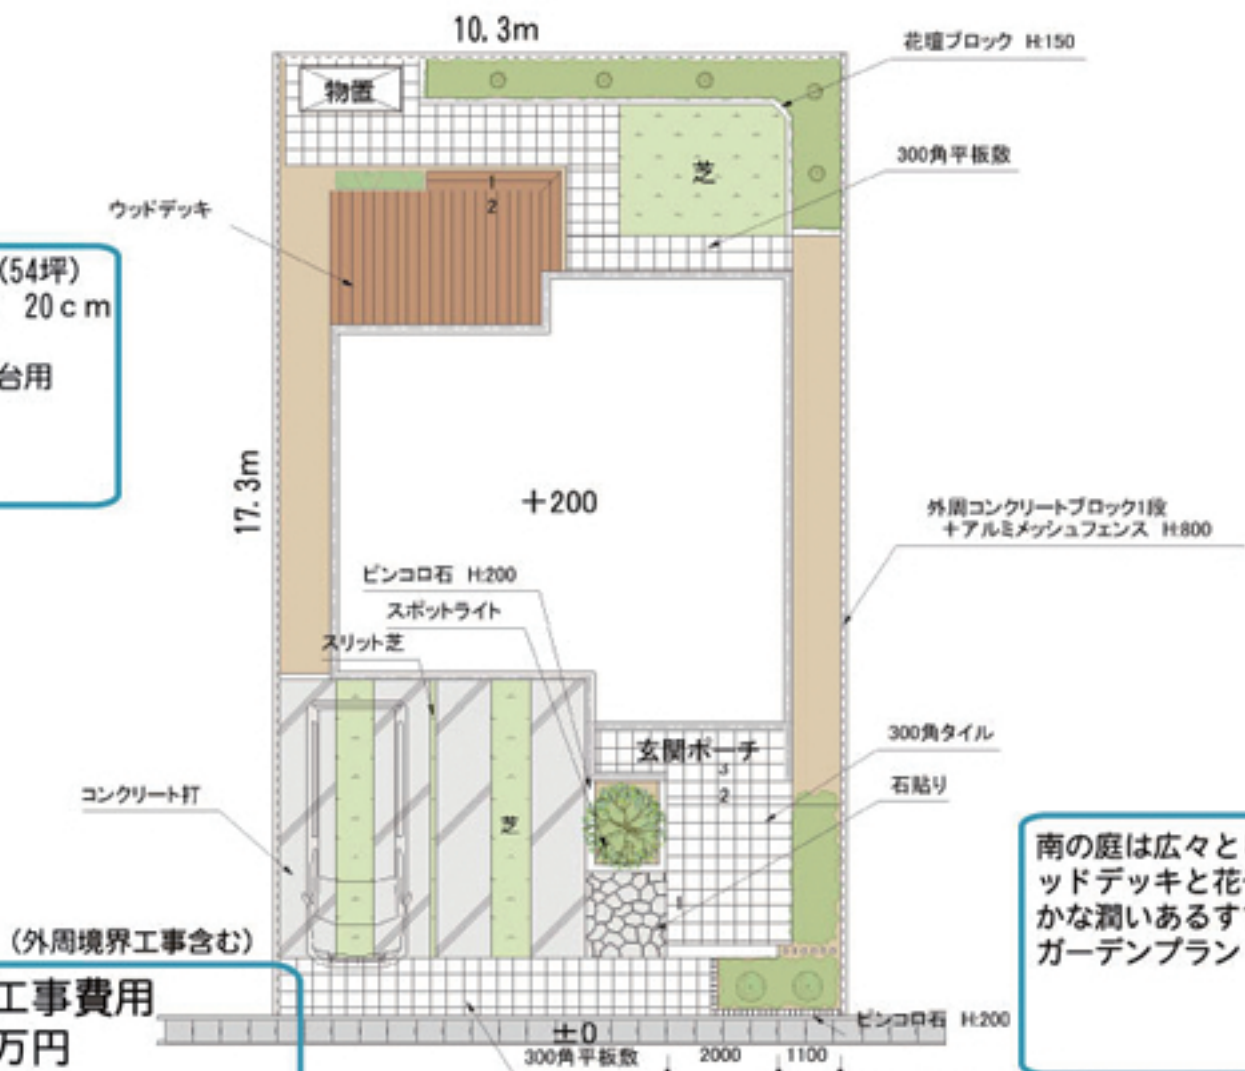 10.3m
花壇ブロック H:150
物置
300角平板敷
芝
1
2
ウッドデッキ
(54坪)
20cm
台用
17.3m
+200
外周コンクリートブロック1段
+アルミメッシュフェンス H:800
ピンコロ石 H:200
スポットライト
スリット芝
300角タイル
玄関ポーチ
3
2
石貼り
コンクリート打
芝
1
南の庭は広々と
ッドデッキと花
かな潤いあるす
ガーデンプラン
(外周境界工事含む)
工事費用
万円
ピンコロ石 H:200
±0
300角平板敷
2000
1100